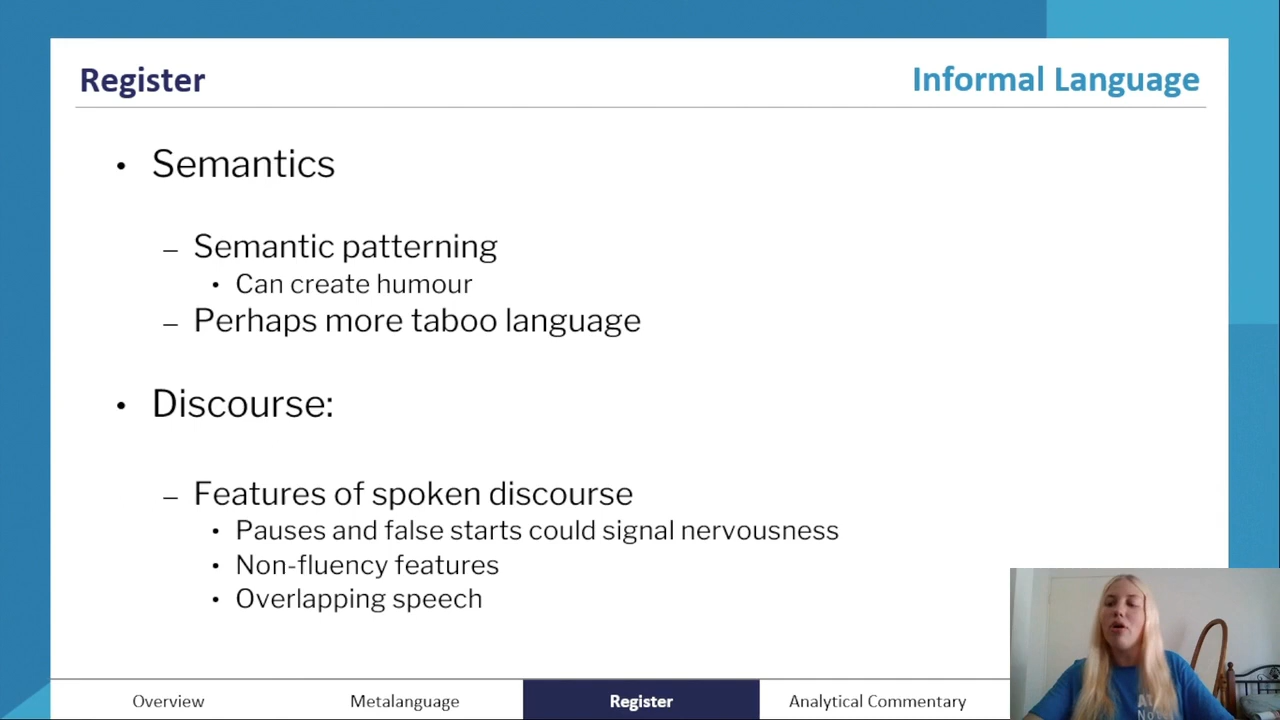 Register
Informal Language
• Semantics
– Semantic patterning
• Can create humour
– Perhaps more taboo language
• Discourse:
– Features of spoken discourse
• Pauses and false starts could signal nervousness
• Non-fluency features
• Overlapping speech
Overview
Metalanguage
Register
Analytical Commentary